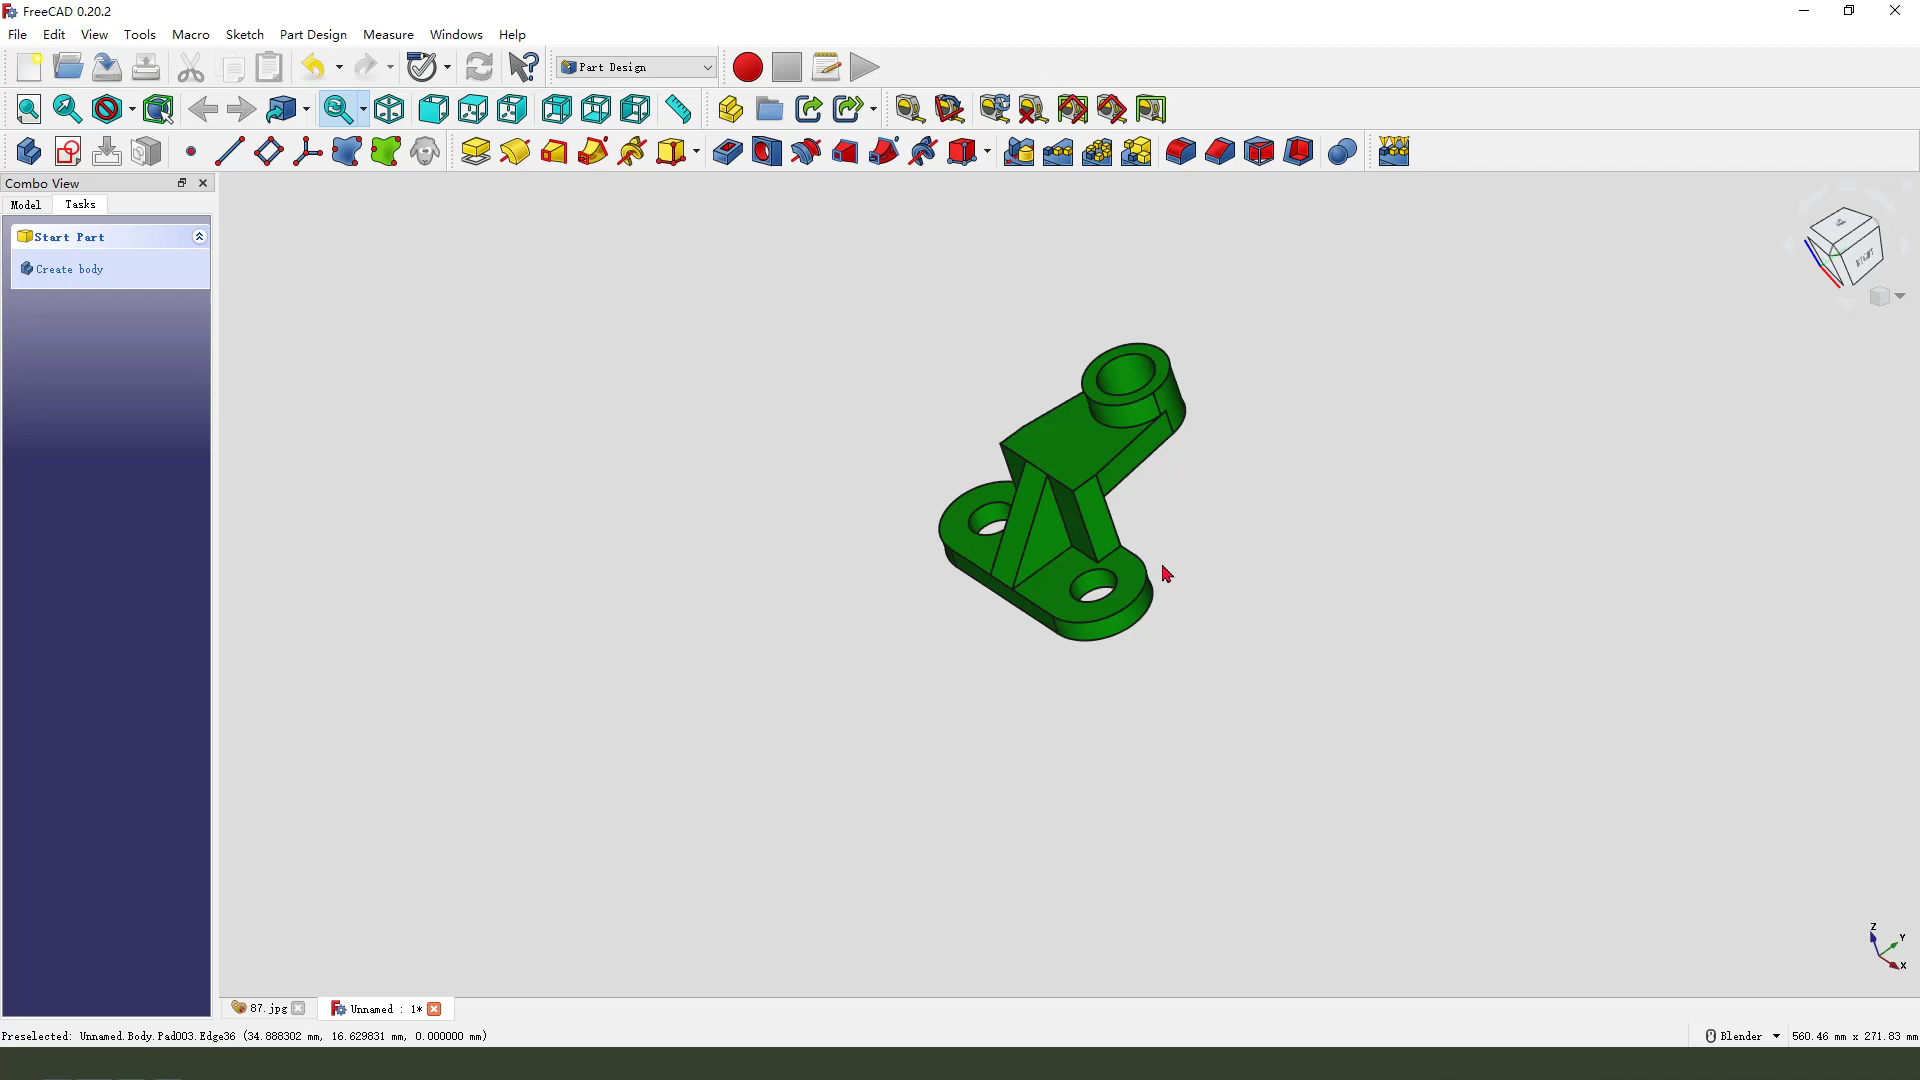 FreeCAD 0.20.2
File Edit View Tools Macro Sketch Part Design Measure Windows Help
Part Design
Combo View
Model Tasks
Start Part
Create body
RIGHT
Z
Y
X
87.jpg Unnamed : 1*
Preselected: Unnamed.Body.Pad003.Edge36 (34.888302 mm, 16.629831 mm, 0.000000 mm) Blender 560.46 mm x 271.83 mm